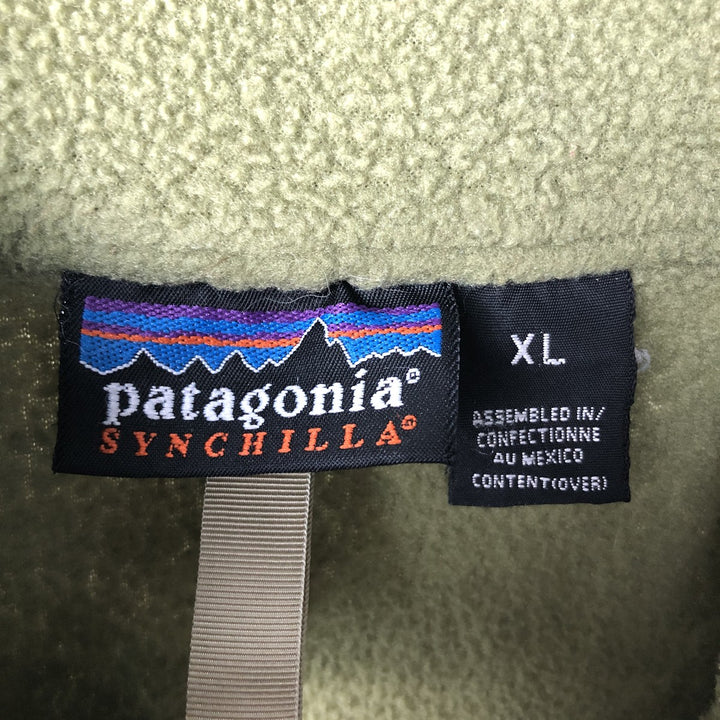 patagonia®
SYNCHILLA®
XL
ASSEMBLED IN/
CONFECTIONNE
AU MEXICO
CONTENT(OVER)